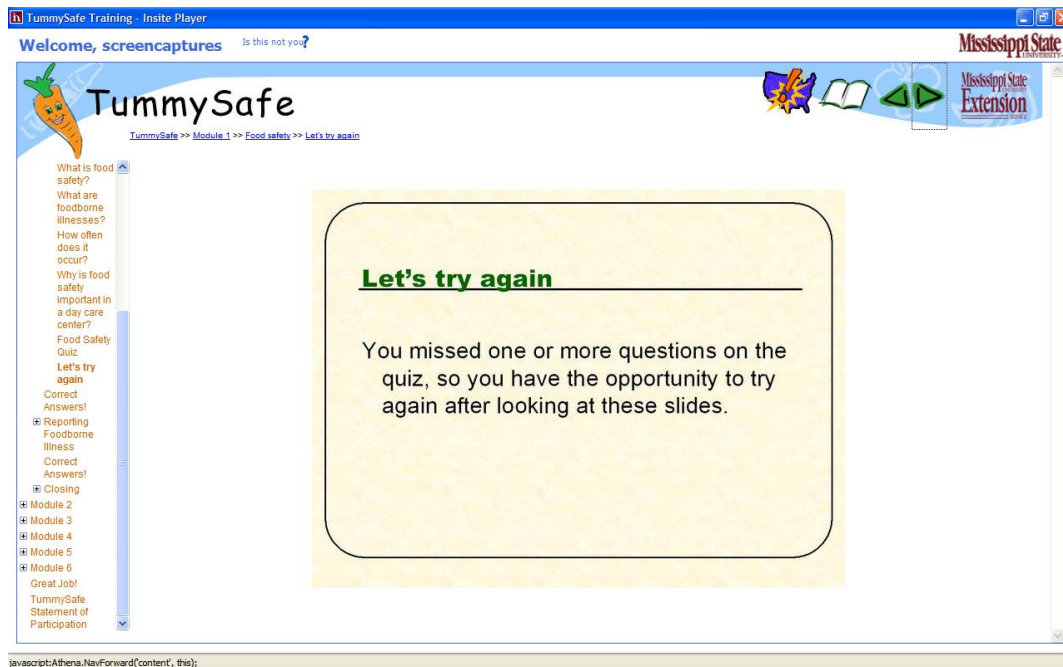 TummySafe Training - Insite Player
Welcome, screencaptures Is this not you?
Mississippi State
UNIVERSITY
TummySafe
Mississippi State
UNIVERSITY
Extension
SERVICE
TummySafe >> Module 1 >> Food safety >> Let's try again
What is food
safety?
What are
foodborne
illnesses?
How often
does it
occur?
Why is food
safety
important in
a day care
center?
Food Safety
Quiz
Let's try
again
Correct
Answers!
Reporting
Foodborne
Illness
Correct
Answers!
Closing
Module 2
Module 3
Module 4
Module 5
Module 6
Great Job!
TummySafe
Statement of
Participation
Let's try again
You missed one or more questions on the
quiz, so you have the opportunity to try
again after looking at these slides.
javascript:Athena.NavForward('content', this);